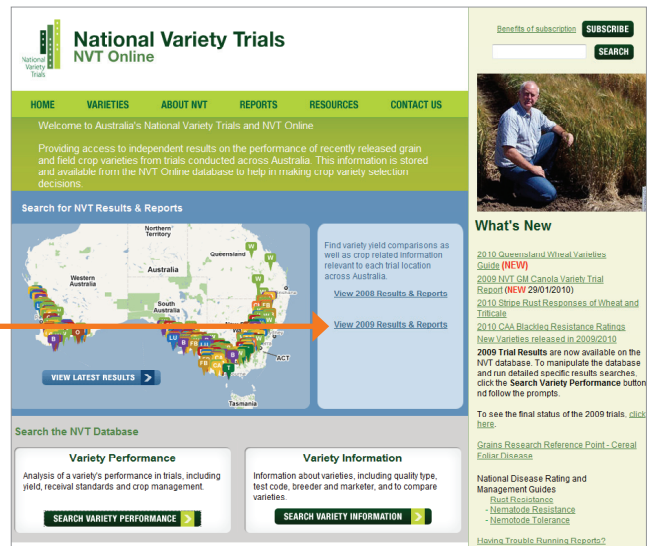 National
Variety
Trials
National Variety Trials
NVT Online
Benefits of subscription SUBSCRIBE
SEARCH
HOME VARIETIES ABOUT NVT REPORTS RESOURCES CONTACT US
Welcome to Australia's National Variety Trials and NVT Online
Providing access to independent results on the performance of recently released grain
and field crop varieties from trials conducted across Australia. This information is stored
and available from the NVT Online database to help in making crop variety selection
decisions.
Search for NVT Results & Reports
Northern
Territory
Queensland
Western
Australia
Australia
South
Australia
ACT
Tasmania
W
W
W
B
O
LU
B
FB
FB
CA
B
W
T
VIEW LATEST RESULTS
Find variety yield comparisons as
well as crop related information
relevant to each trial location
across Australia.
View 2008 Results & Reports
View 2009 Results & Reports
Search the NVT Database
Variety Performance
Analysis of a variety's performance in trials, including
yield, receival standards and crop management.
SEARCH VARIETY PERFORMANCE
Variety Information
Information about varieties, including quality type,
test code, breeder and marketer, and to compare
varieties.
SEARCH VARIETY INFORMATION
What's New
2010 Queensland Wheat Varieties
Guide (NEW)
2009 NVT GM Canola Variety Trial
Report (NEW 29/01/2010)
2010 Stripe Rust Responses of Wheat and
Triticale
2010 CAA Blackleg Resistance Ratings
New Varieties released in 2009/2010
2009 Trial Results are now available on the
NVT database. To manipulate the database
and run detailed specific results searches,
click the Search Variety Performance button
nd follow the prompts.
To see the final status of the 2009 trials, click
here.
Grains Research Reference Point - Cereal
Foliar Disease
National Disease Rating and
Management Guides
- Rust Resistance
- Nematode Resistance
- Nemotode Tolerance
Having Trouble Running Reports?